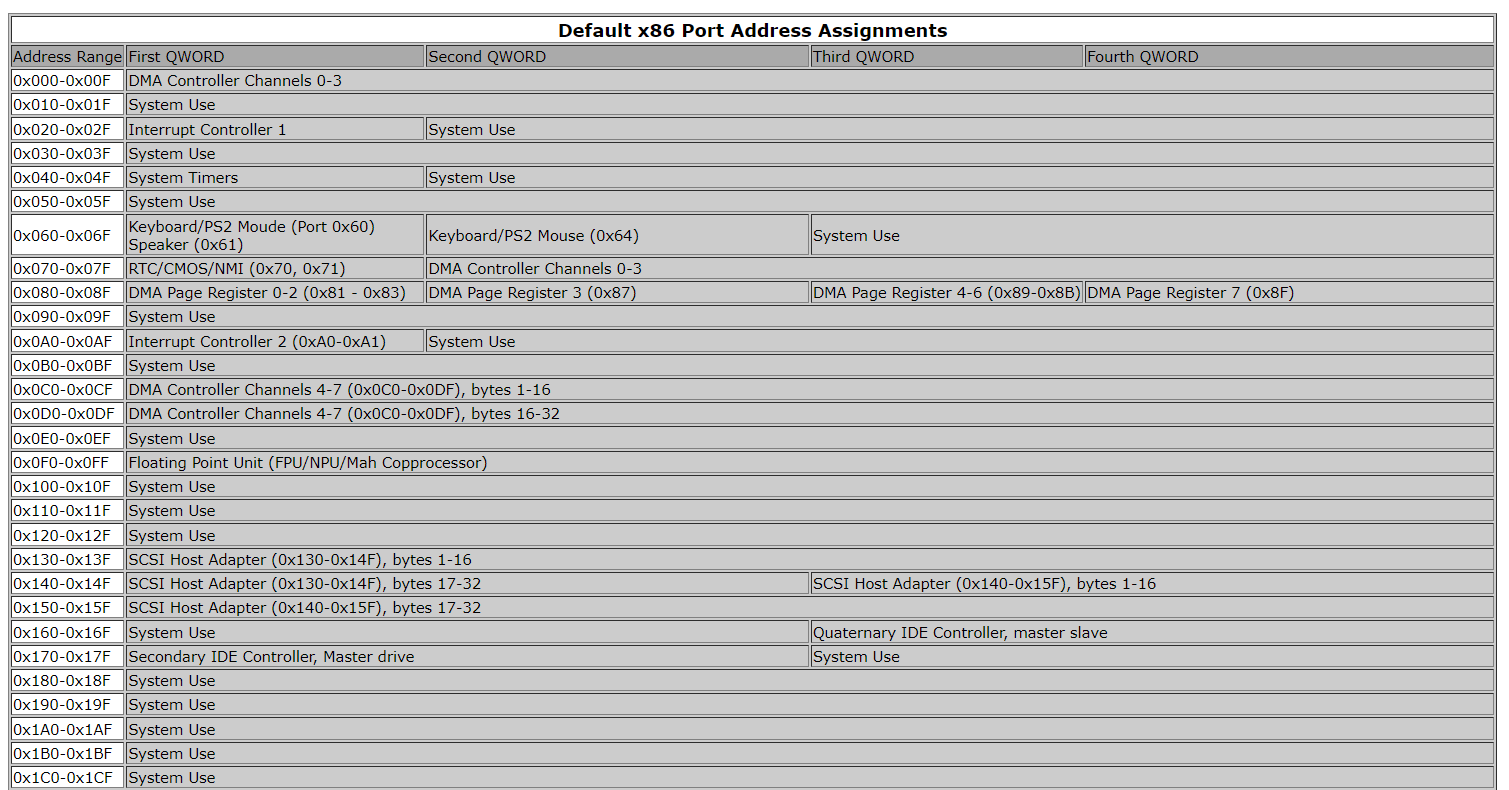 Default x86 Port Address Assignments
Address Range First QWORD Second QWORD Third QWORD Fourth QWORD
0x000-0x00F DMA Controller Channels 0-3
0x010-0x01F System Use
0x020-0x02F Interrupt Controller 1 System Use
0x030-0x03F System Use
0x040-0x04F System Timers System Use
0x050-0x05F System Use
0x060-0x06F Keyboard/PS2 Moude (Port 0x60)
Speaker (0x61) Keyboard/PS2 Mouse (0x64) System Use
0x070-0x07F RTC/CMOS/NMI (0x70, 0x71) DMA Controller Channels 0-3
0x080-0x08F DMA Page Register 0-2 (0x81 - 0x83) DMA Page Register 3 (0x87) DMA Page Register 4-6 (0x89-0x8B) DMA Page Register 7 (0x8F)
0x090-0x09F System Use
0x0A0-0x0AF Interrupt Controller 2 (0xA0-0xA1) System Use
0x0B0-0x0BF System Use
0x0C0-0x0CF DMA Controller Channels 4-7 (0x0C0-0x0DF), bytes 1-16
0x0D0-0x0DF DMA Controller Channels 4-7 (0x0C0-0x0DF), bytes 16-32
0x0E0-0x0EF System Use
0x0F0-0x0FF Floating Point Unit (FPU/NPU/Mah Copprocessor)
0x100-0x10F System Use
0x110-0x11F System Use
0x120-0x12F System Use
0x130-0x13F SCSI Host Adapter (0x130-0x14F), bytes 1-16
0x140-0x14F SCSI Host Adapter (0x130-0x14F), bytes 17-32 SCSI Host Adapter (0x140-0x15F), bytes 1-16
0x150-0x15F SCSI Host Adapter (0x140-0x15F), bytes 17-32
0x160-0x16F System Use Quaternary IDE Controller, master slave
0x170-0x17F Secondary IDE Controller, Master drive System Use
0x180-0x18F System Use
0x190-0x19F System Use
0x1A0-0x1AF System Use
0x1B0-0x1BF System Use
0x1C0-0x1CF System Use